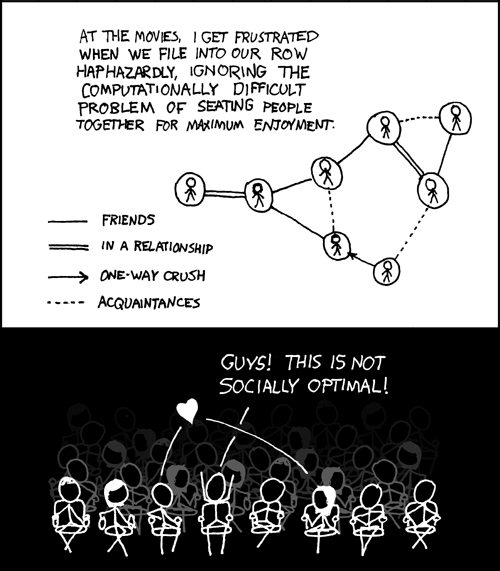 AT THE MOVIES, I GET FRUSTRATED
WHEN WE FILE INTO OUR ROW
HAPHAZARDLY, IGNORING THE
COMPUTATIONALLY DIFFICULT
PROBLEM OF SEATING PEOPLE
TOGETHER FOR MAXIMUM ENJOYMENT.
FRIENDS
IN A RELATIONSHIP
ONE-WAY CRUSH
ACQUAINTANCES
GUYS! THIS IS NOT
SOCIALLY OPTIMAL!